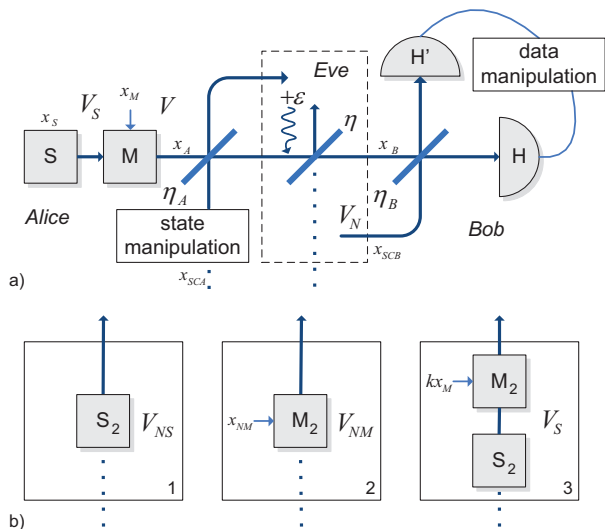 a)
Eve
H'
data
manipulation
x_S
V_S
x_M
V
+ε
η
S
M
x_A
x_B
H
η_A
η_B
Alice
state
manipulation
V_N
Bob
x_SCA
x_SCB
b)
S_2
V_NS
1
x_NM
M_2
V_NM
2
kx_M
M_2
V_S
S_2
3